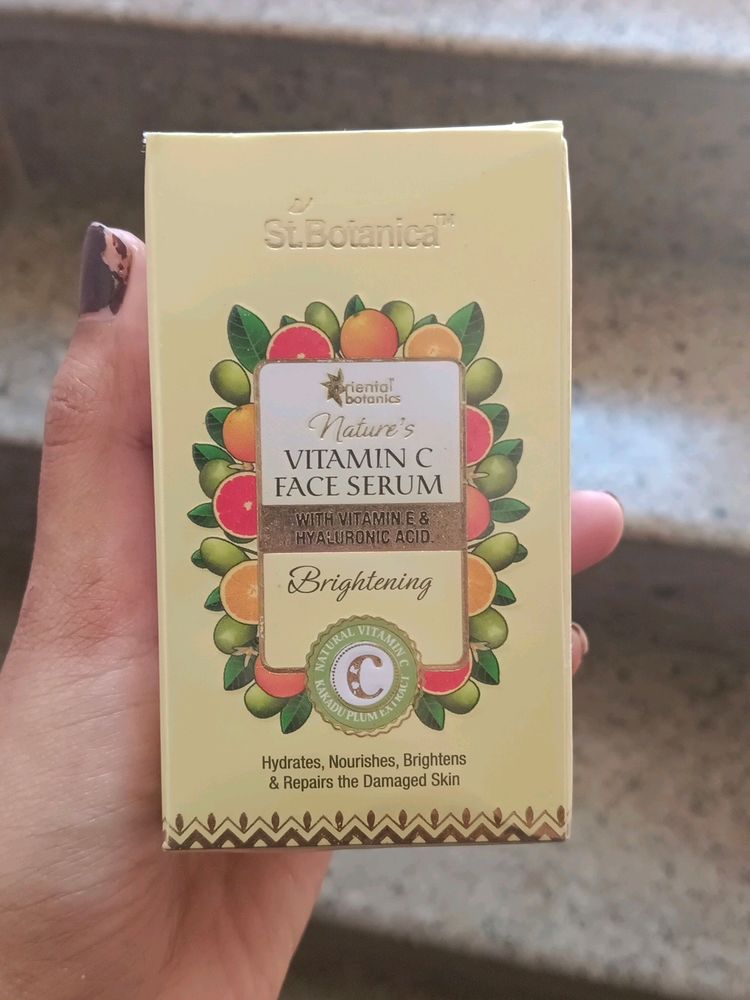 St.Botanica™
Oriental
botanics
Nature's
VITAMIN C
FACE SERUM
WITH VITAMIN E &
HYALURONIC ACID
Brightening
NATURAL VITAMIN C
C
KAKADU PLUM EXTRACT
Hydrates, Nourishes, Brightens
& Repairs the Damaged Skin